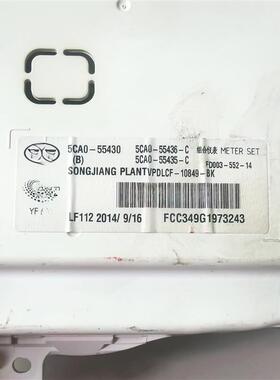 5CA0-55430 5CA0-55436-C 组合仪表 METER SET
(B) 5CA0-55435-C FD003-552-14
SONGJIANG PLANT VPDLCF-10849-BK
YF
LF112 2014/ 9/16 FCC349G1973243